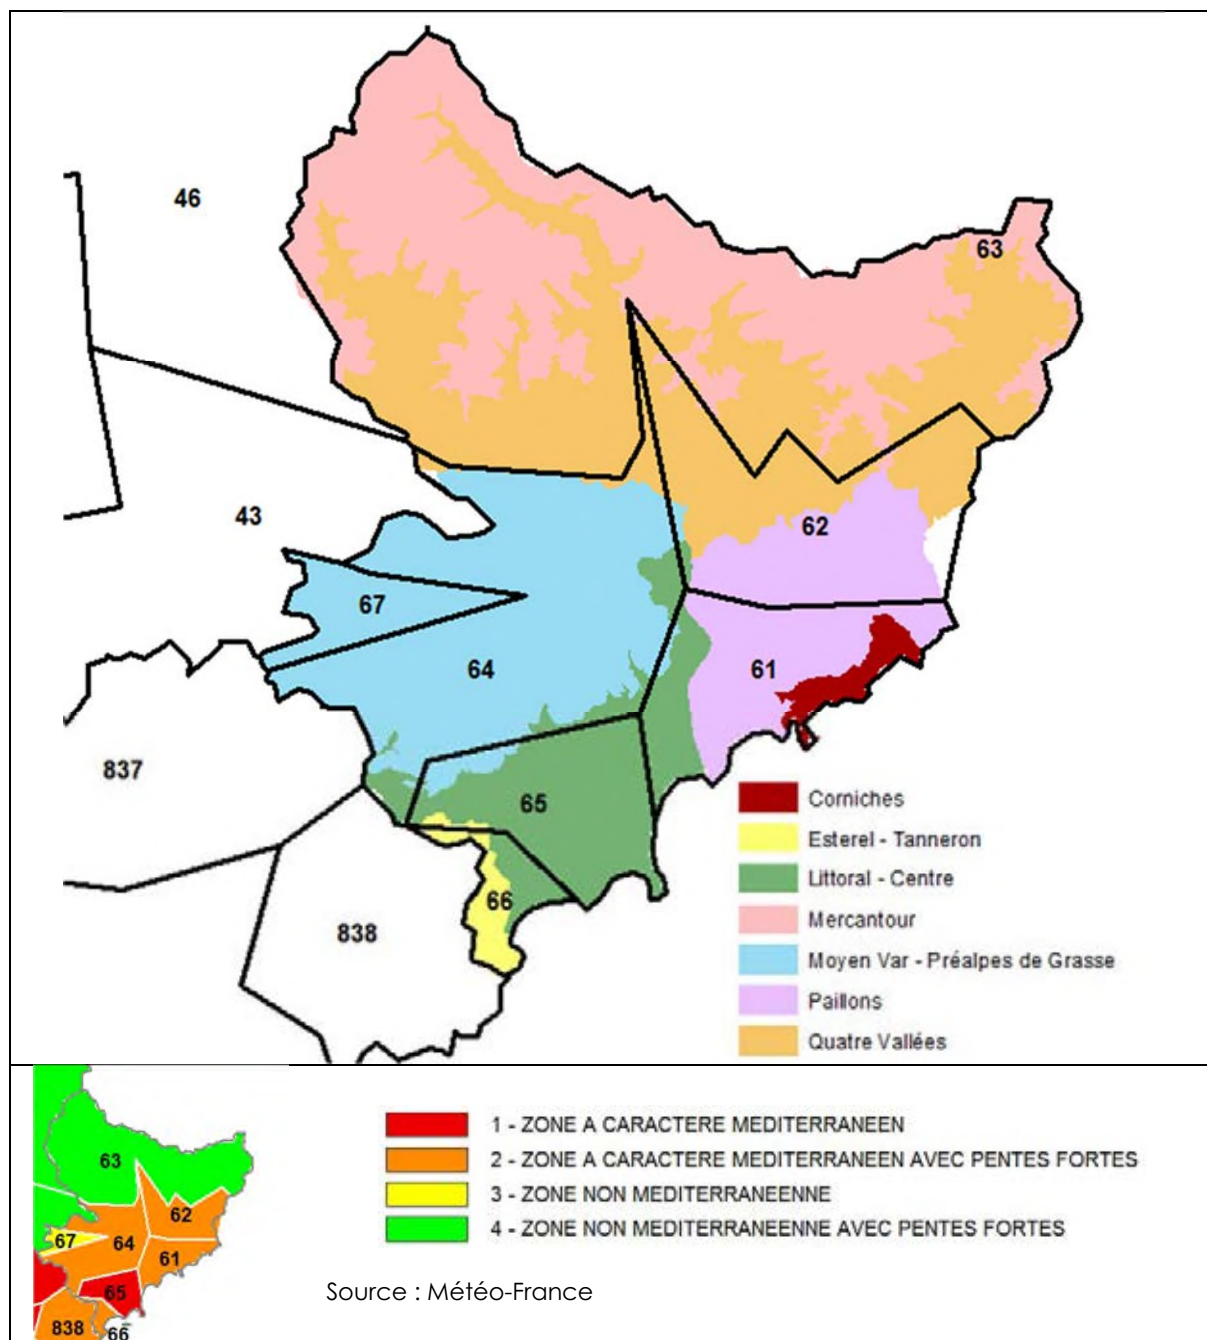 46
63
43
62
67
64
61
837
65
66
838
Corniches
Esterel - Tanneron
Littoral - Centre
Mercantour
Moyen Var - Préalpes de Grasse
Paillons
Quatre Vallées
63
62
67
64
61
65
838
66
1 - ZONE A CARACTERE MEDITERRANEEN
2 - ZONE A CARACTERE MEDITERRANEEN AVEC PENTES FORTES
3 - ZONE NON MEDITERRANEENNE
4 - ZONE NON MEDITERRANEENNE AVEC PENTES FORTES
Source : Météo-France